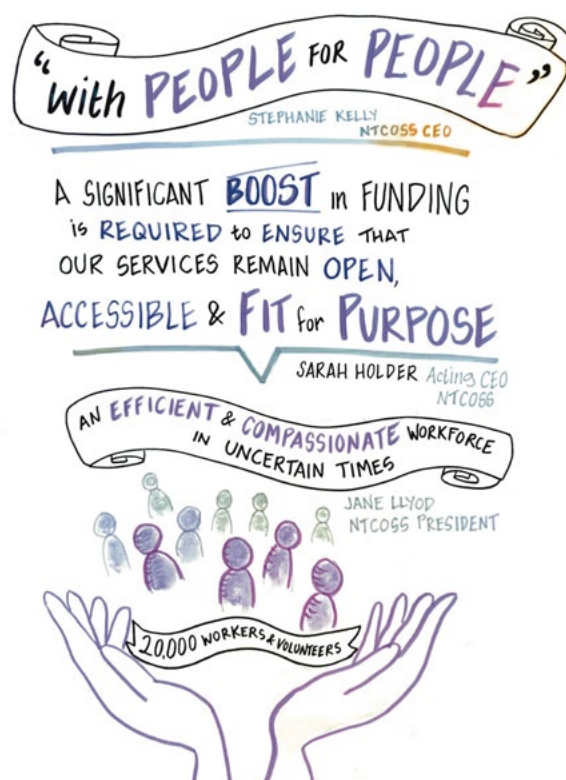 "With PEOPLE FOR PEOPLE"
STEPHANIE KELLY
NTCOSS CEO
A SIGNIFICANT BOOST in FUNDING
is REQUIRED to ENSURE THAT
OUR SERVICES REMAIN OPEN,
ACCESSIBLE & FIT for PURPOSE
SARAH HOLDER Acting CEO
NTCOSS
AN EFFICIENT & COMPASSIONATE WORKFORCE
IN UNCERTAIN TIMES
JANE LLYOD
NTCOSS PRESIDENT
20,000 WORKERS & VOLUNTEERS